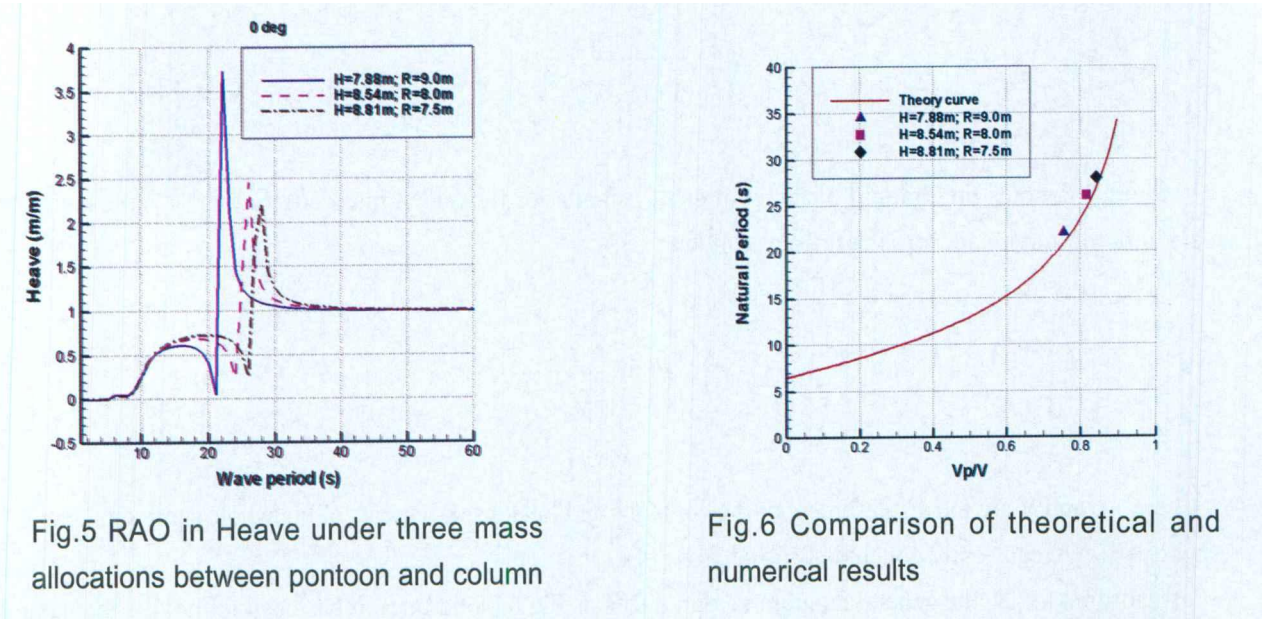 0 deg
4
3.5
3
2.5
2
1.5
1
0.5
0
-0.5
Heave (m/m)
H=7.88m; R=9.0m
H=8.54m; R=8.0m
H=8.81m; R=7.5m
10 20 30 40 50 60
Wave period (s)
Fig.5 RAO in Heave under three mass
allocations between pontoon and column
40
35
30
25
20
15
10
5
0
Natural Period (s)
Theory curve
H=7.88m; R=9.0m
H=8.54m; R=8.0m
H=8.81m; R=7.5m
0 0.2 0.4 0.6 0.8 1
Vp/V
Fig.6 Comparison of theoretical and
numerical results